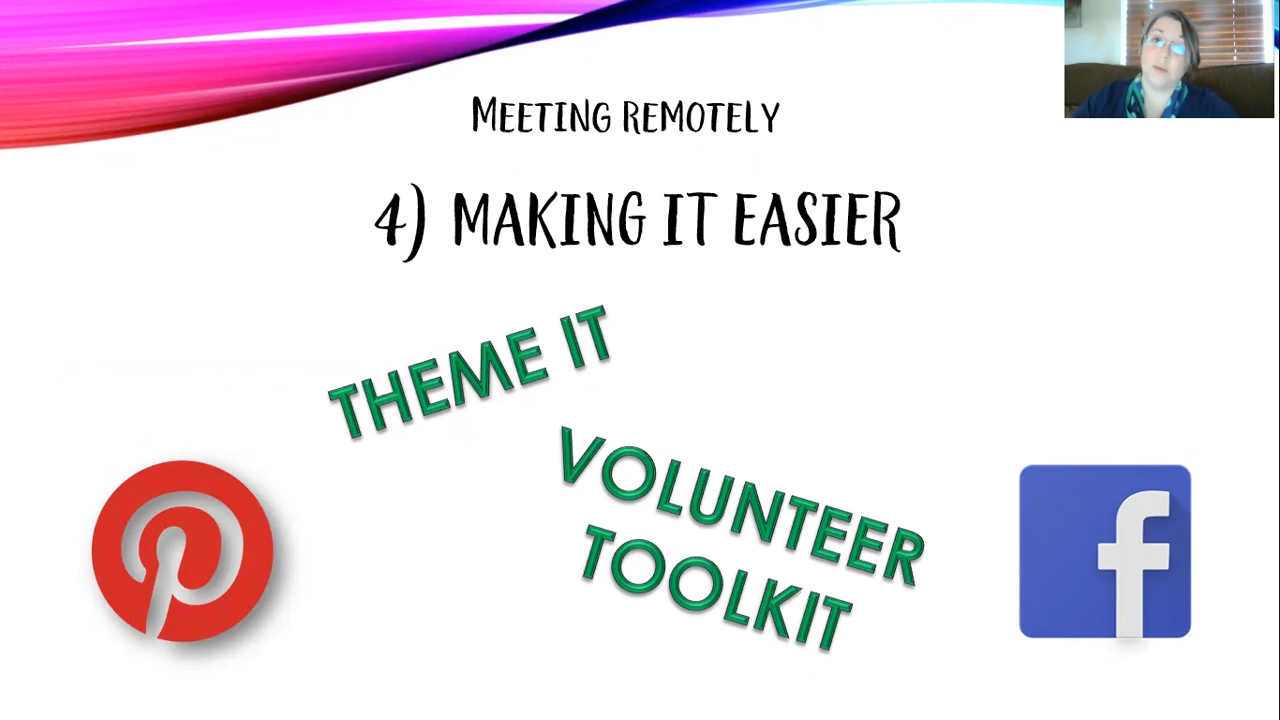 MEETING REMOTELY
4) MAKING IT EASIER
THEME IT
VOLUNTEER
TOOLKIT